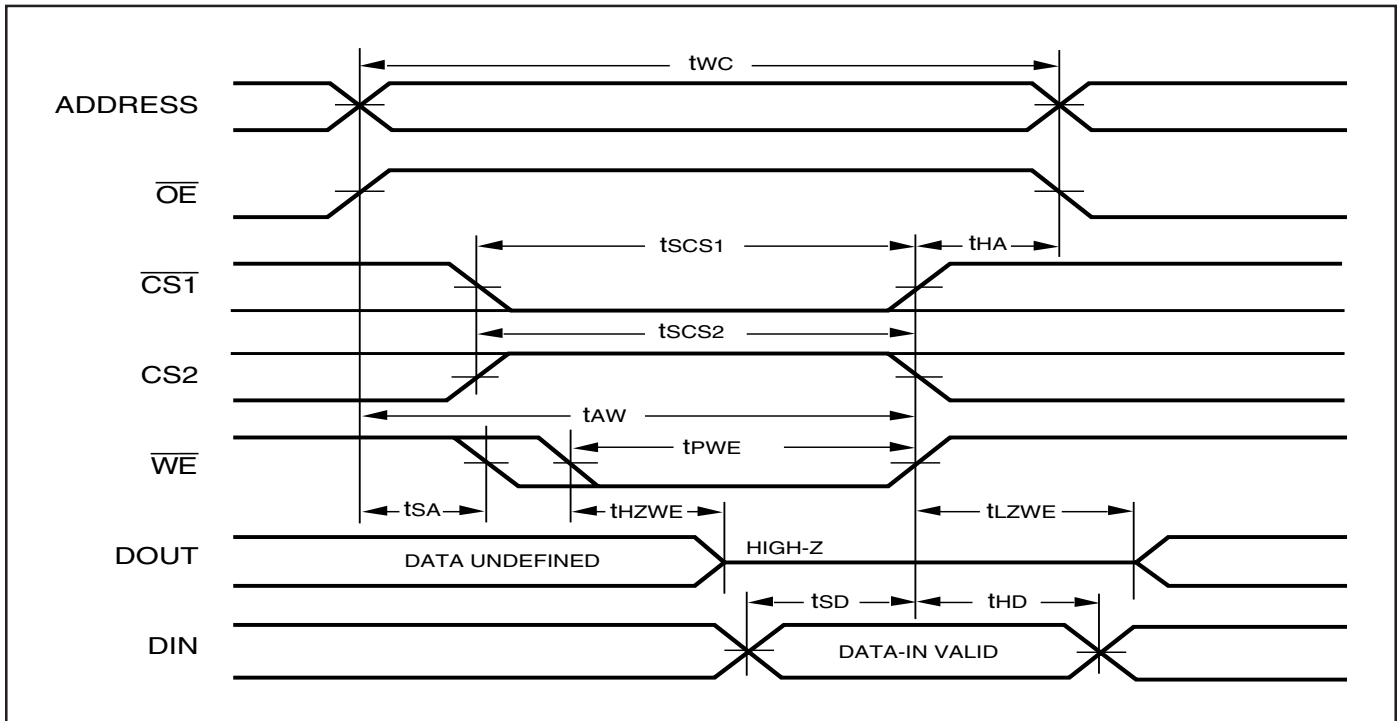 tWC
ADDRESS
OE
tSCS1
tHA
CS1
tSCS2
CS2
tAW
WE
tPWE
tSA
tHZWE
tLZWE
DOUT
DATA UNDEFINED
HIGH-Z
tSD
tHD
DIN
DATA-IN VALID